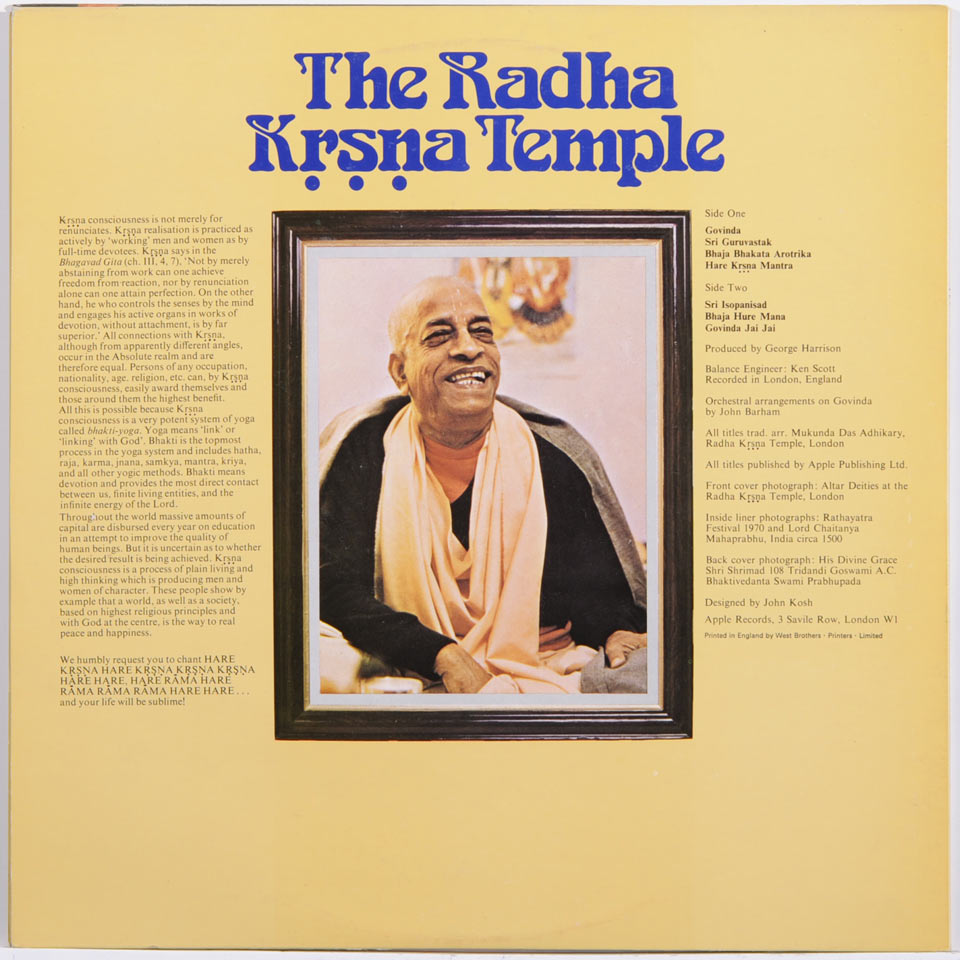 The Radha
Kṛṣṇa Temple
Kṛṣṇa consciousness is not merely for
renunciates. Kṛṣṇa realisation is practiced as
actively by 'working' men and women as by
full-time devotees. Kṛṣṇa says in the
Bhagavad Gita (ch. III, 4, 7), 'Not by merely
abstaining from work can one achieve
freedom from reaction, nor by renunciation
alone can one attain perfection. On the other
hand, he who controls the senses by the mind
and engages his active organs in works of
devotion, without attachment, is by far
superior.' All connections with Kṛṣṇa,
although from apparently different angles,
occur in the Absolute realm and are
therefore equal. Persons of any occupation,
nationality, age. religion, etc. can, by Kṛṣṇa
consciousness, easily award themselves and
those around them the highest benefit.
All this is possible because Kṛṣṇa
consciousness is a very potent system of yoga
called bhakti-yoga. Yoga means 'link' or
'linking' with God'. Bhakti is the topmost
process in the yoga system and includes hatha,
raja, karma, jnana, samkya, mantra, kriya,
and all other yogic methods. Bhakti means
devotion and provides the most direct contact
between us, finite living entities, and the
infinite energy of the Lord.
Throughout the world massive amounts of
capital are disbursed every year on education
in an attempt to improve the quality of
human beings. But it is uncertain as to whether
the desired result is being achieved. Kṛṣṇa
consciousness is a process of plain living and
high thinking which is producing men and
women of character. These people show by
example that a world, as well as a society,
based on highest religious principles and
with God at the centre, is the way to real
peace and happiness.
We humbly request you to chant HARE
KṚṢṆA HARE KṚṢṆA KṚṢṆA KṚṢṆA
HARE HARE, HARE RĀMA HARE
RĀMA RĀMA RĀMA HARE HARE . . .
and your life will be sublime!
Side One
Govinda
Sri Guruvastak
Bhaja Bhakata Arotrika
Hare Kṛṣṇa Mantra
Side Two
Sri Isopanisad
Bhaja Hure Mana
Govinda Jai Jai
Produced by George Harrison
Balance Engineer: Ken Scott
Recorded in London, England
Orchestral arrangements on Govinda
by John Barham
All titles trad. arr. Mukunda Das Adhikary,
Radha Kṛṣṇa Temple, London
All titles published by Apple Publishing Ltd.
Front cover photograph: Altar Deities at the
Radha Kṛṣṇa Temple, London
Inside liner photographs: Rathayatra
Festival 1970 and Lord Chaitanya
Mahaprabhu, India circa 1500
Back cover photograph: His Divine Grace
Shri Shrimad 108 Tridandi Goswami A.C.
Bhaktivedanta Swami Prabhupada
Designed by John Kosh
Apple Records, 3 Savile Row, London W1
Printed in England by West Brothers · Printers · Limited